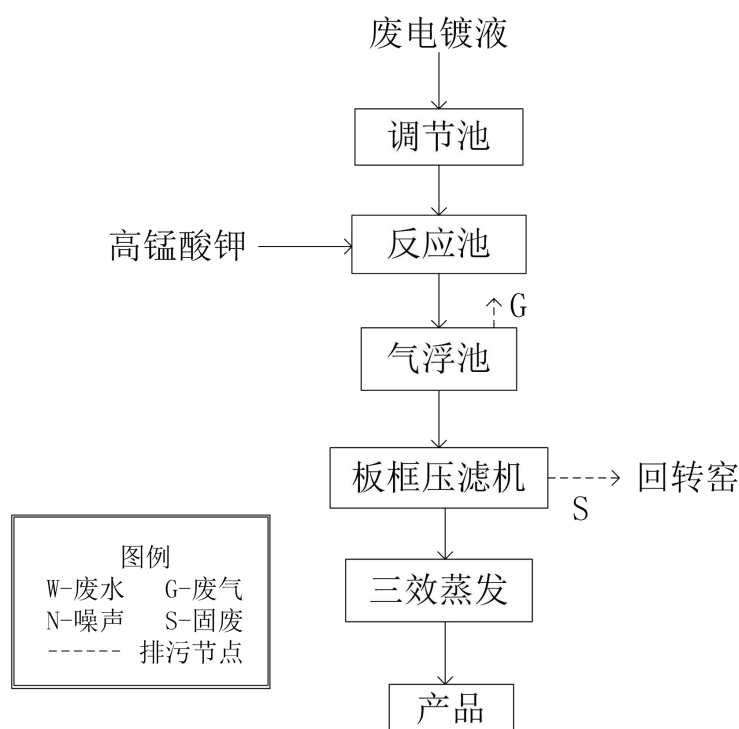 废电镀液
调节池
高锰酸钾
反应池
G
气浮池
板框压滤机
回转窑
S
图例
W-废水 G-废气
N-噪声 S-固废
------ 排污节点
三效蒸发
产品